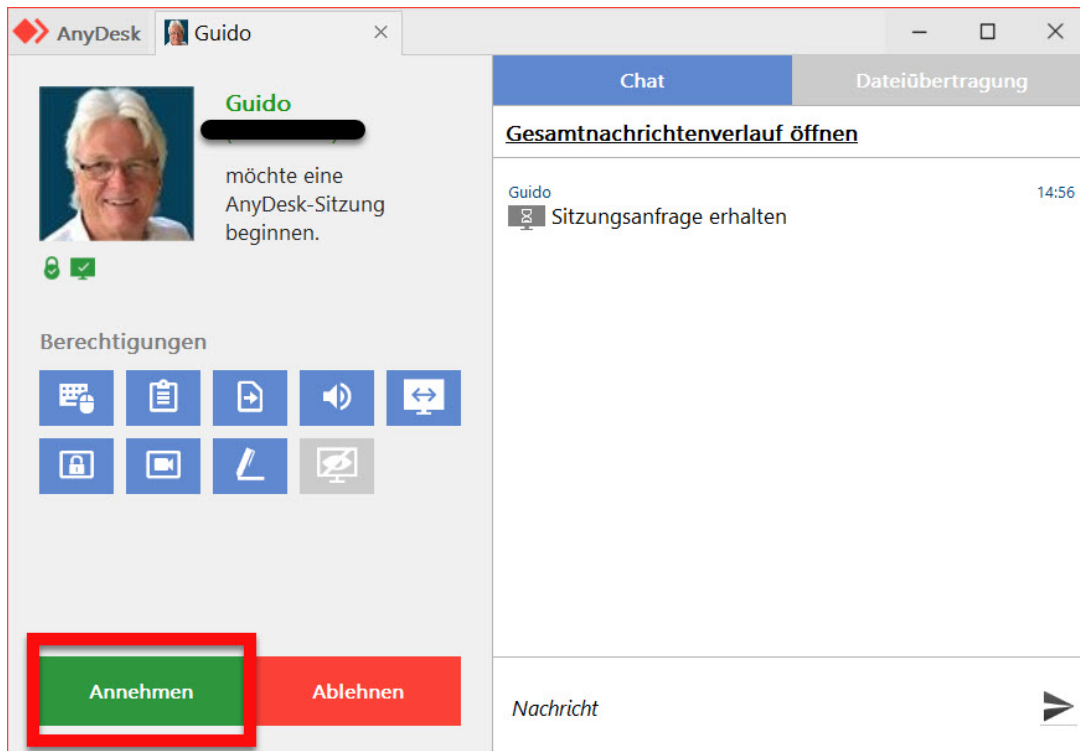 AnyDesk
Guido
Chat
Dateiübertragung
Guido
möchte eine
AnyDesk-Sitzung
beginnen.
Berechtigungen
Annehmen
Ablehnen
Gesamtnachrichtenverlauf öffnen
Guido
14:56
Sitzungsanfrage erhalten
Nachricht